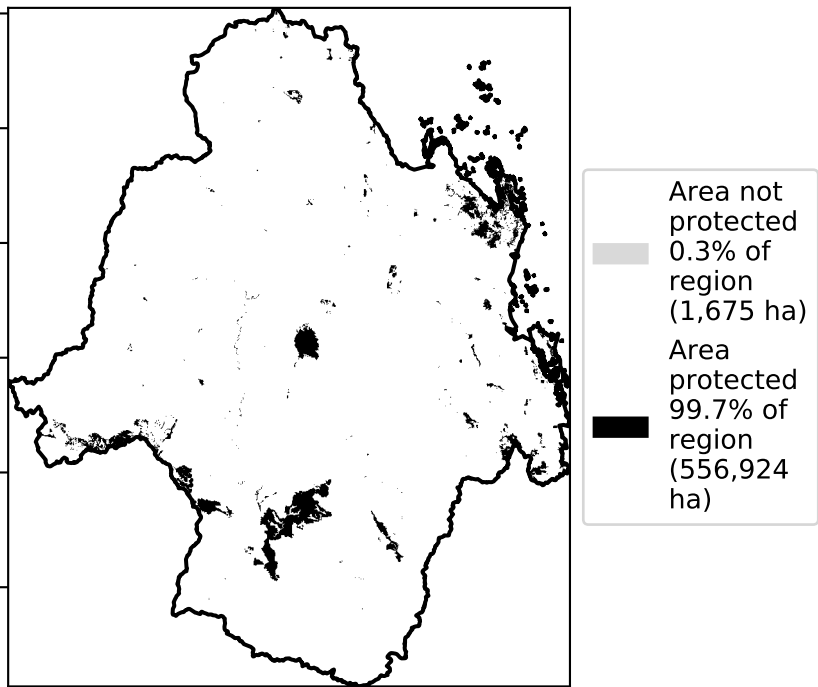 Area not
protected
0.3% of
region
(1,675 ha)
Area
protected
99.7% of
region
(556,924
ha)